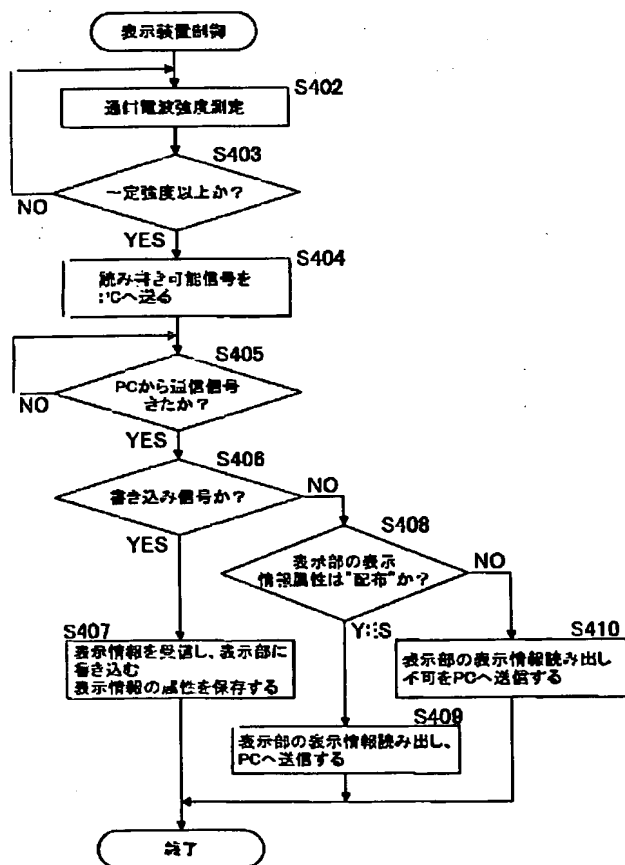 表示装置制御
S402
通信電波強度測定
S403
一定強度以上か？
NO
YES
S404
読み書き可能信号を
PCへ送る
S405
PCから返信信号
きたか？
NO
YES
S406
書き込み信号か？
NO
YES
S408
表示部の表示
情報属性は"配布"か？
NO
YES
S407
表示情報を受信し、表示部に
書き込む
表示情報の属性を保存する
S410
表示部の表示情報読み出し
不可をPCへ送信する
S409
表示部の表示情報読み出し、
PCへ送信する
終了